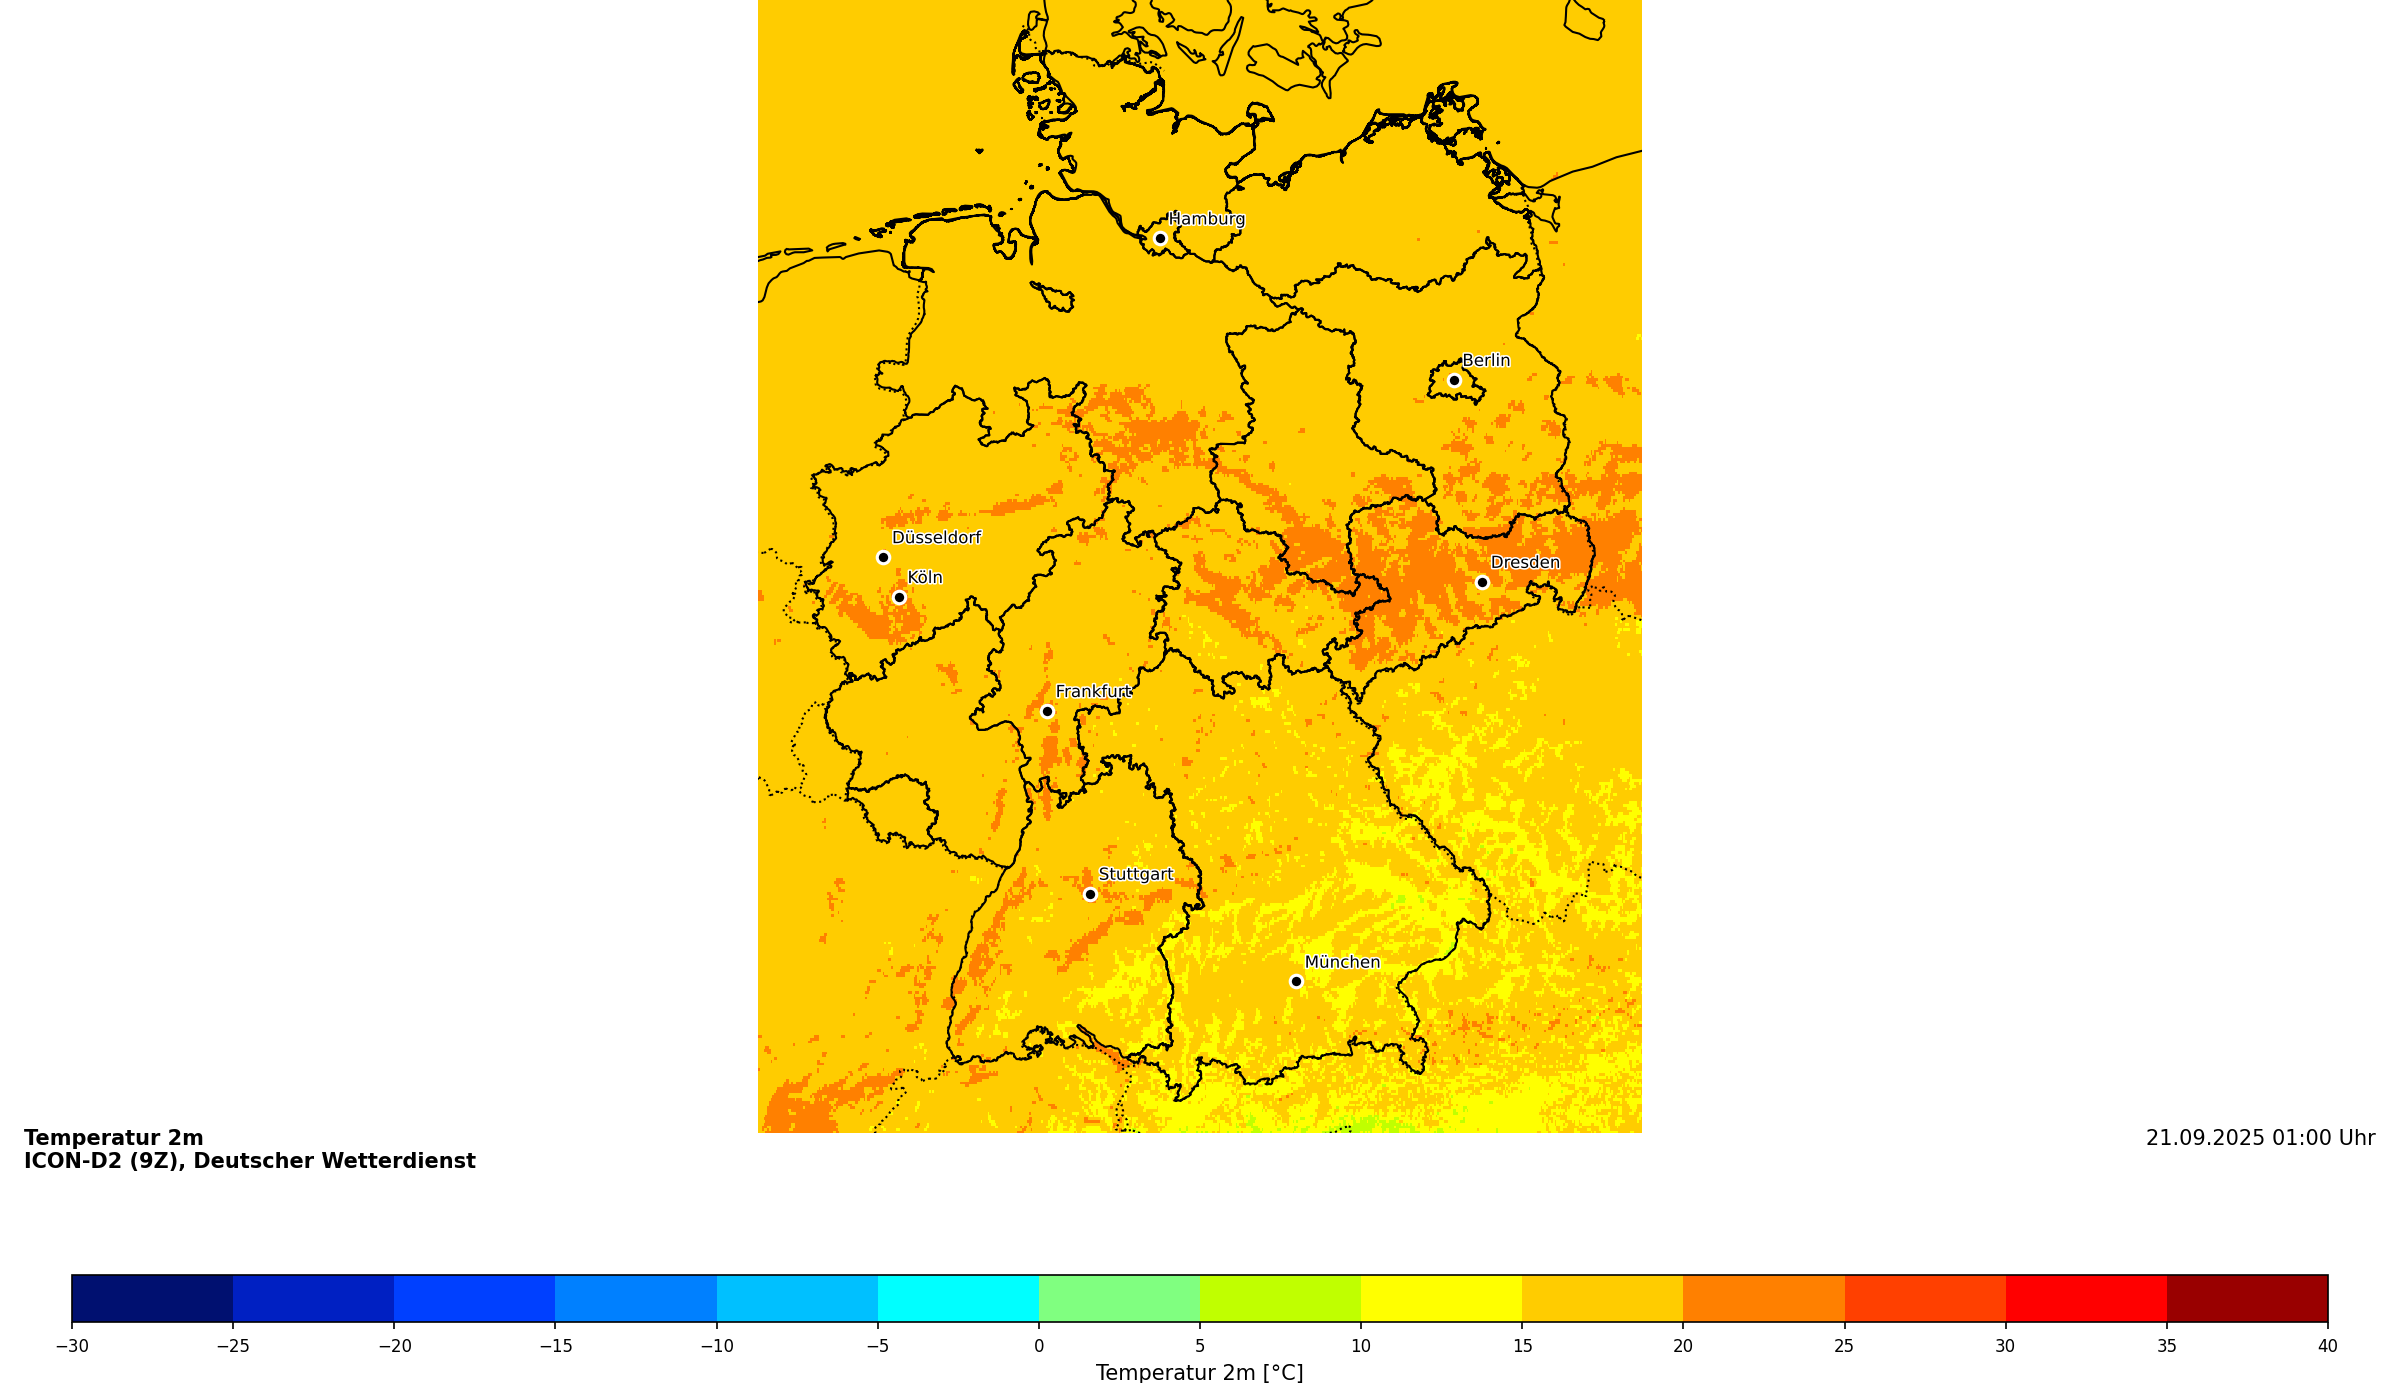 Hamburg
Berlin
Düsseldorf
Dresden
Köln
Frankfurt
Stuttgart
München
Temperatur 2m
21.09.2025 01:00 Uhr
ICON-D2 (9Z), Deutscher Wetterdienst
−30 −25 −20 −15 −10 −5 0 5 10 15 20 25 30 35 40
Temperatur 2m [°C]